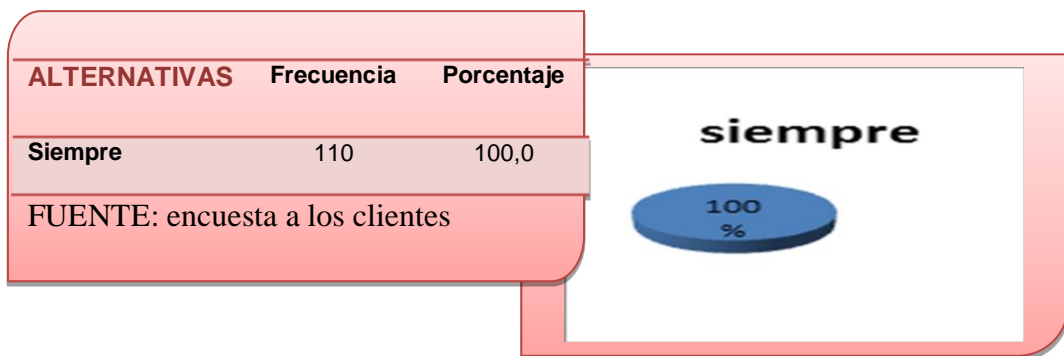 ALTERNATIVAS Frecuencia Porcentaje
Siempre 110 100,0
FUENTE: encuesta a los clientes
siempre
100
%